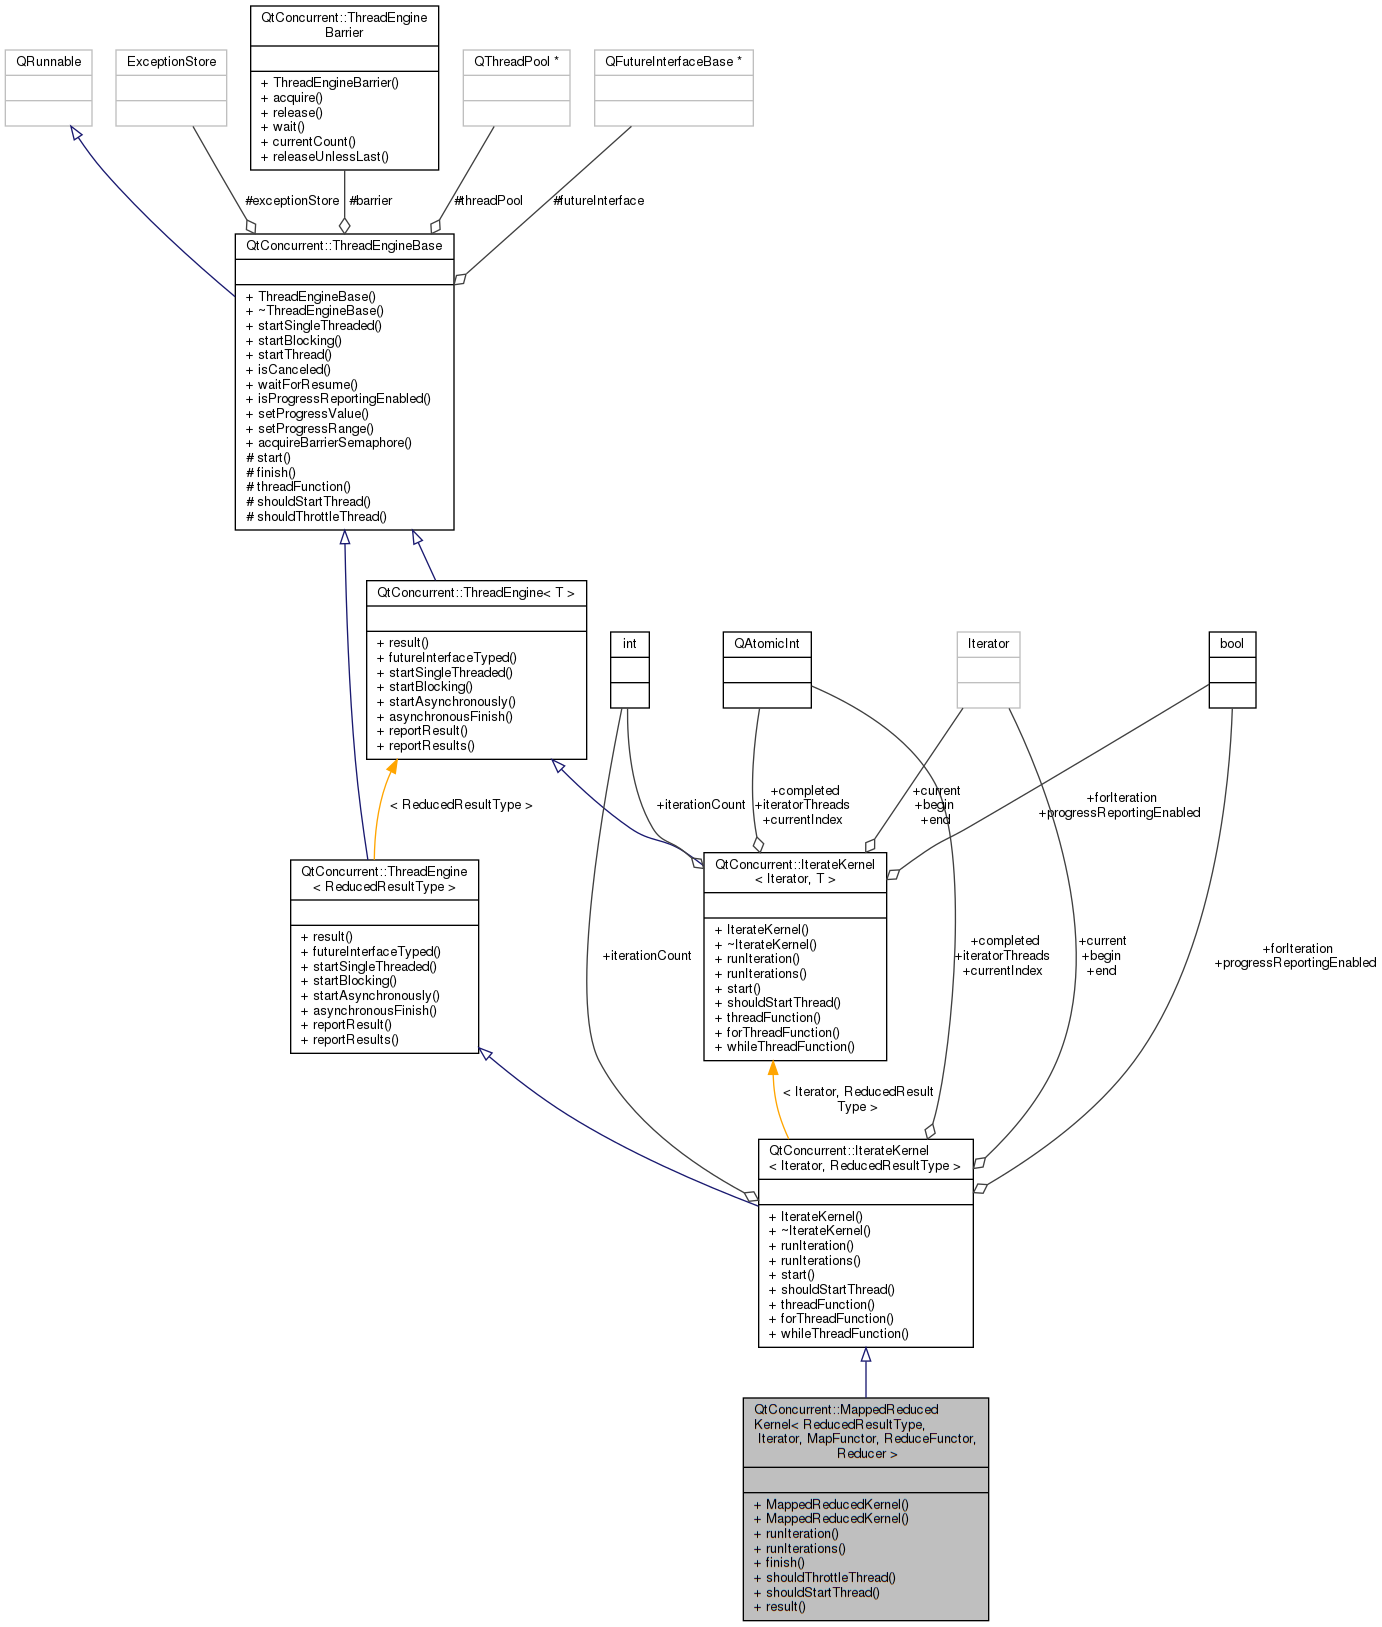 QtConcurrent::ThreadEngine
Barrier
+ ThreadEngineBarrier()
+ acquire()
+ release()
+ wait()
+ currentCount()
+ releaseUnlessLast()
QRunnable
ExceptionStore
QThreadPool *
QFutureInterfaceBase *
#exceptionStore
#barrier
#threadPool
#futureInterface
QtConcurrent::ThreadEngineBase
+ ThreadEngineBase()
+ ~ThreadEngineBase()
+ startSingleThreaded()
+ startBlocking()
+ startThread()
+ isCanceled()
+ waitForResume()
+ isProgressReportingEnabled()
+ setProgressValue()
+ setProgressRange()
+ acquireBarrierSemaphore()
# start()
# finish()
# threadFunction()
# shouldStartThread()
# shouldThrottleThread()
QtConcurrent::ThreadEngine< T >
+ result()
+ futureInterfaceTyped()
+ startSingleThreaded()
+ startBlocking()
+ startAsynchronously()
+ asynchronousFinish()
+ reportResult()
+ reportResults()
int
QAtomicInt
Iterator
bool
< ReducedResultType >
+iterationCount
+completed
+iteratorThreads
+currentIndex
+current
+begin
+end
+forIteration
+progressReportingEnabled
QtConcurrent::ThreadEngine
< ReducedResultType >
+ result()
+ futureInterfaceTyped()
+ startSingleThreaded()
+ startBlocking()
+ startAsynchronously()
+ asynchronousFinish()
+ reportResult()
+ reportResults()
QtConcurrent::IterateKernel
< Iterator, T >
+ IterateKernel()
+ ~IterateKernel()
+ runIteration()
+ runIterations()
+ start()
+ shouldStartThread()
+ threadFunction()
+ forThreadFunction()
+ whileThreadFunction()
+iterationCount
+completed
+iteratorThreads
+currentIndex
+current
+begin
+end
+forIteration
+progressReportingEnabled
< Iterator, ReducedResult
Type >
QtConcurrent::IterateKernel
< Iterator, ReducedResultType >
+ IterateKernel()
+ ~IterateKernel()
+ runIteration()
+ runIterations()
+ start()
+ shouldStartThread()
+ threadFunction()
+ forThreadFunction()
+ whileThreadFunction()
QtConcurrent::MappedReduced
Kernel< ReducedResultType,
Iterator, MapFunctor, ReduceFunctor,
Reducer >
+ MappedReducedKernel()
+ MappedReducedKernel()
+ runIteration()
+ runIterations()
+ finish()
+ shouldThrottleThread()
+ shouldStartThread()
+ result()